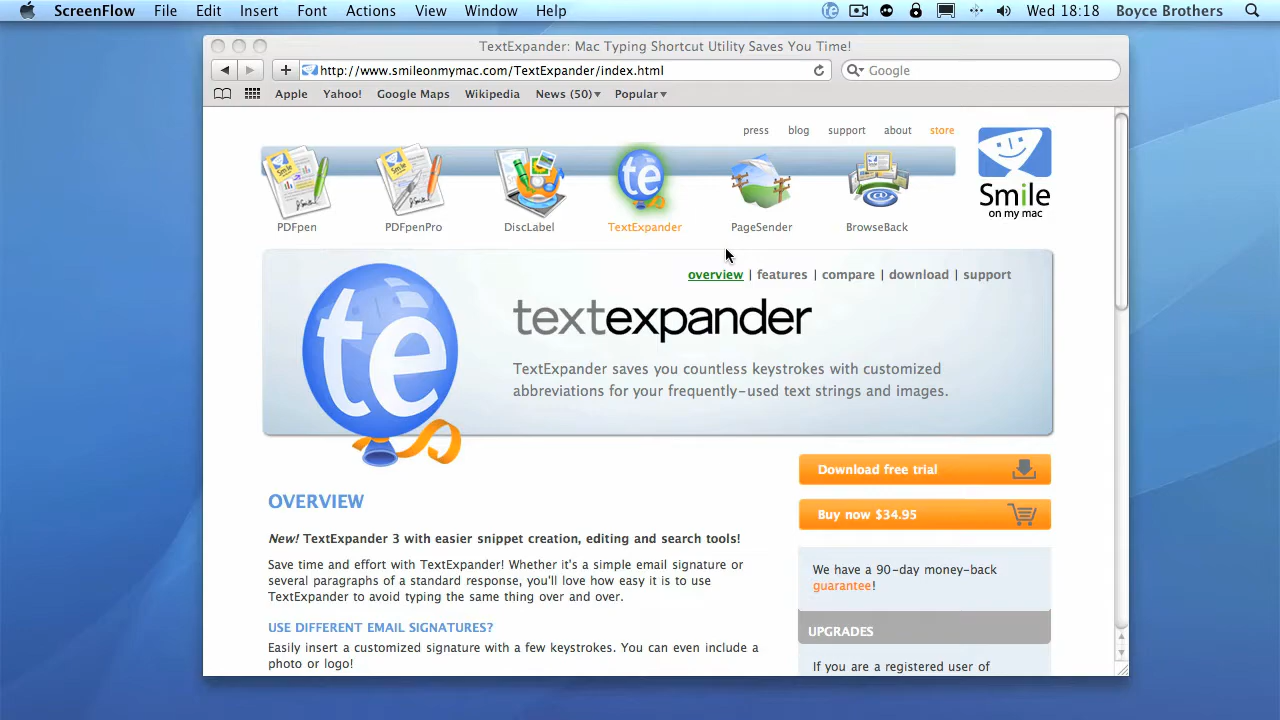 ScreenFlow File Edit Insert Font Actions View Window Help te Wed 18:18 Boyce Brothers
TextExpander: Mac Typing Shortcut Utility Saves You Time!
http://www.smileonmymac.com/TextExpander/index.html Google
Apple Yahoo! Google Maps Wikipedia News (50) Popular
press blog support about store
te
Smile
on my mac
PDFpen PDFpenPro DiscLabel TextExpander PageSender BrowseBack
overview | features | compare | download | support
te
textexpander
TextExpander saves you countless keystrokes with customized
abbreviations for your frequently-used text strings and images.
Download free trial
OVERVIEW
Buy now $34.95
New! TextExpander 3 with easier snippet creation, editing and search tools!
Save time and effort with TextExpander! Whether it's a simple email signature or
several paragraphs of a standard response, you'll love how easy it is to use
TextExpander to avoid typing the same thing over and over.
We have a 90-day money-back
guarantee!
USE DIFFERENT EMAIL SIGNATURES?
Easily insert a customized signature with a few keystrokes. You can even include a
photo or logo!
UPGRADES
If you are a registered user of